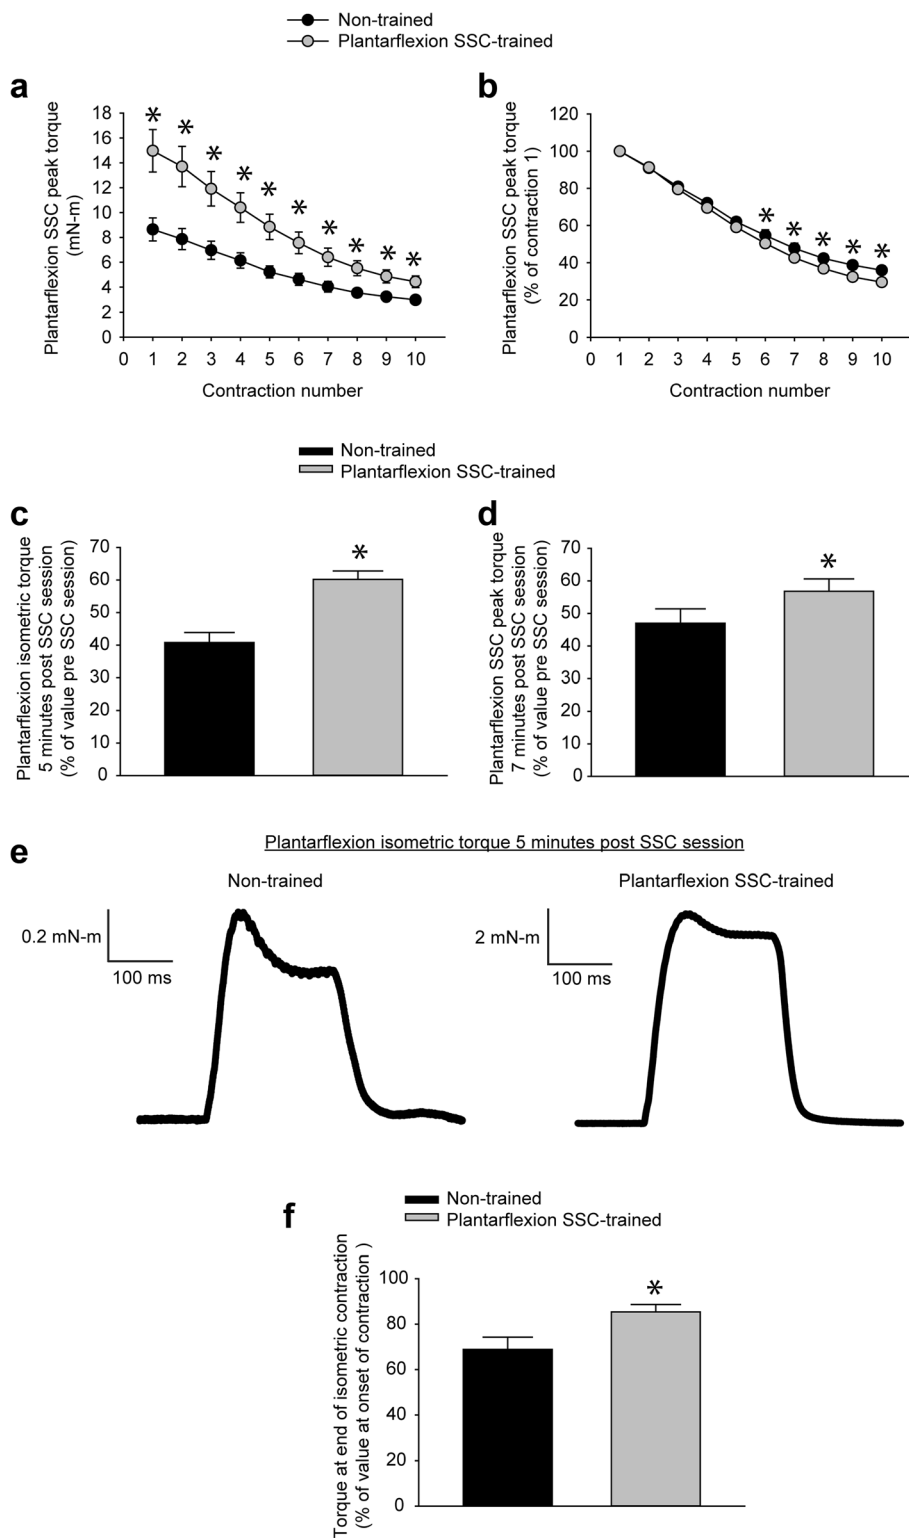 Non-trained
Plantarflexion SSC-trained
a
Plantarflexion SSC peak torque
(mN-m)
18
16
14
12
10
8
6
4
2
0
* * * * * * * * * *
0 1 2 3 4 5 6 7 8 9 10
Contraction number
b
Plantarflexion SSC peak torque
(% of contraction 1)
120
100
80
60
40
20
0
* * * * *
0 1 2 3 4 5 6 7 8 9 10
Contraction number
Non-trained
Plantarflexion SSC-trained
c
Plantarflexion isometric torque
5 minutes post SSC session
(% of value pre SSC session)
70
60
50
40
30
20
10
0
*
d
Plantarflexion SSC peak torque
7 minutes post SSC session
(% of value pre SSC session)
70
60
50
40
30
20
10
0
*
e
Plantarflexion isometric torque 5 minutes post SSC session
Non-trained
0.2 mN-m
100 ms
Plantarflexion SSC-trained
2 mN-m
100 ms
Non-trained
Plantarflexion SSC-trained
f
Torque at end of isometric contraction
(% of value at onset of contraction )
100
80
60
40
20
0
*